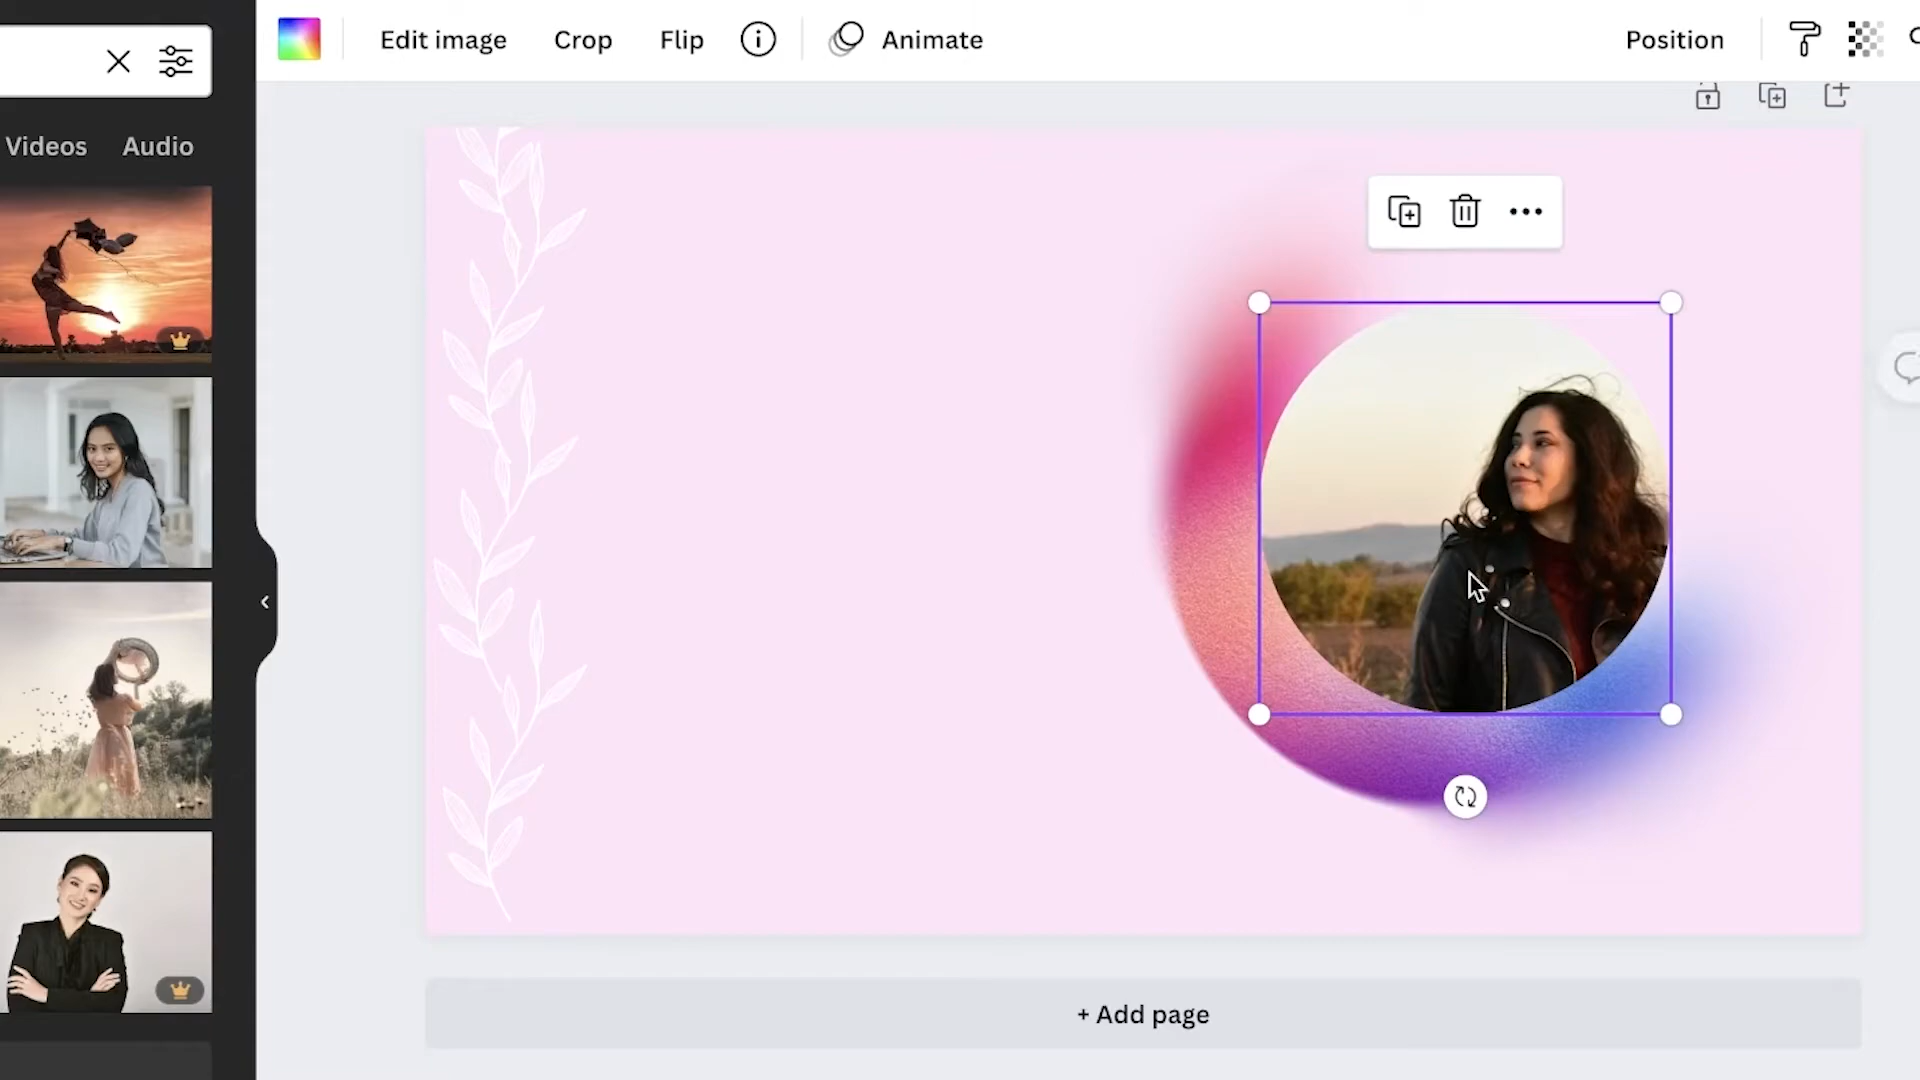 Edit image
Crop
Flip
Animate
Position
Videos
Audio
+ Add page